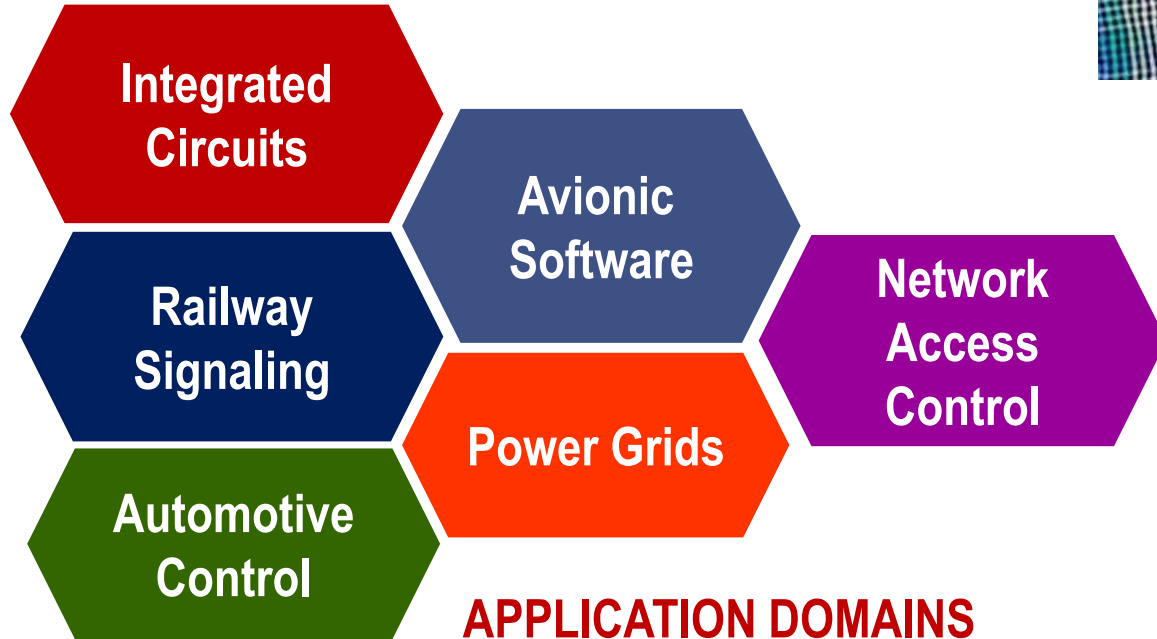 Integrated
Circuits
Avionic
Software
Railway
Signaling
Network
Access
Control
Power Grids
Automotive
Control
APPLICATION DOMAINS